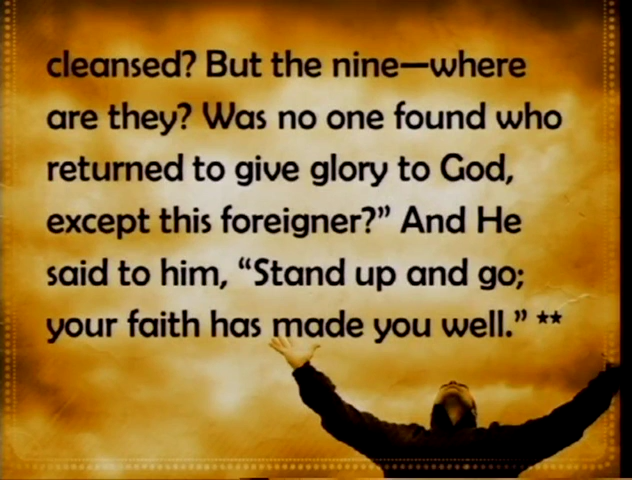 cleansed? But the nine—where
are they? Was no one found who
returned to give glory to God,
except this foreigner?” And He
said to him, “Stand up and go;
your faith has made you well.” **